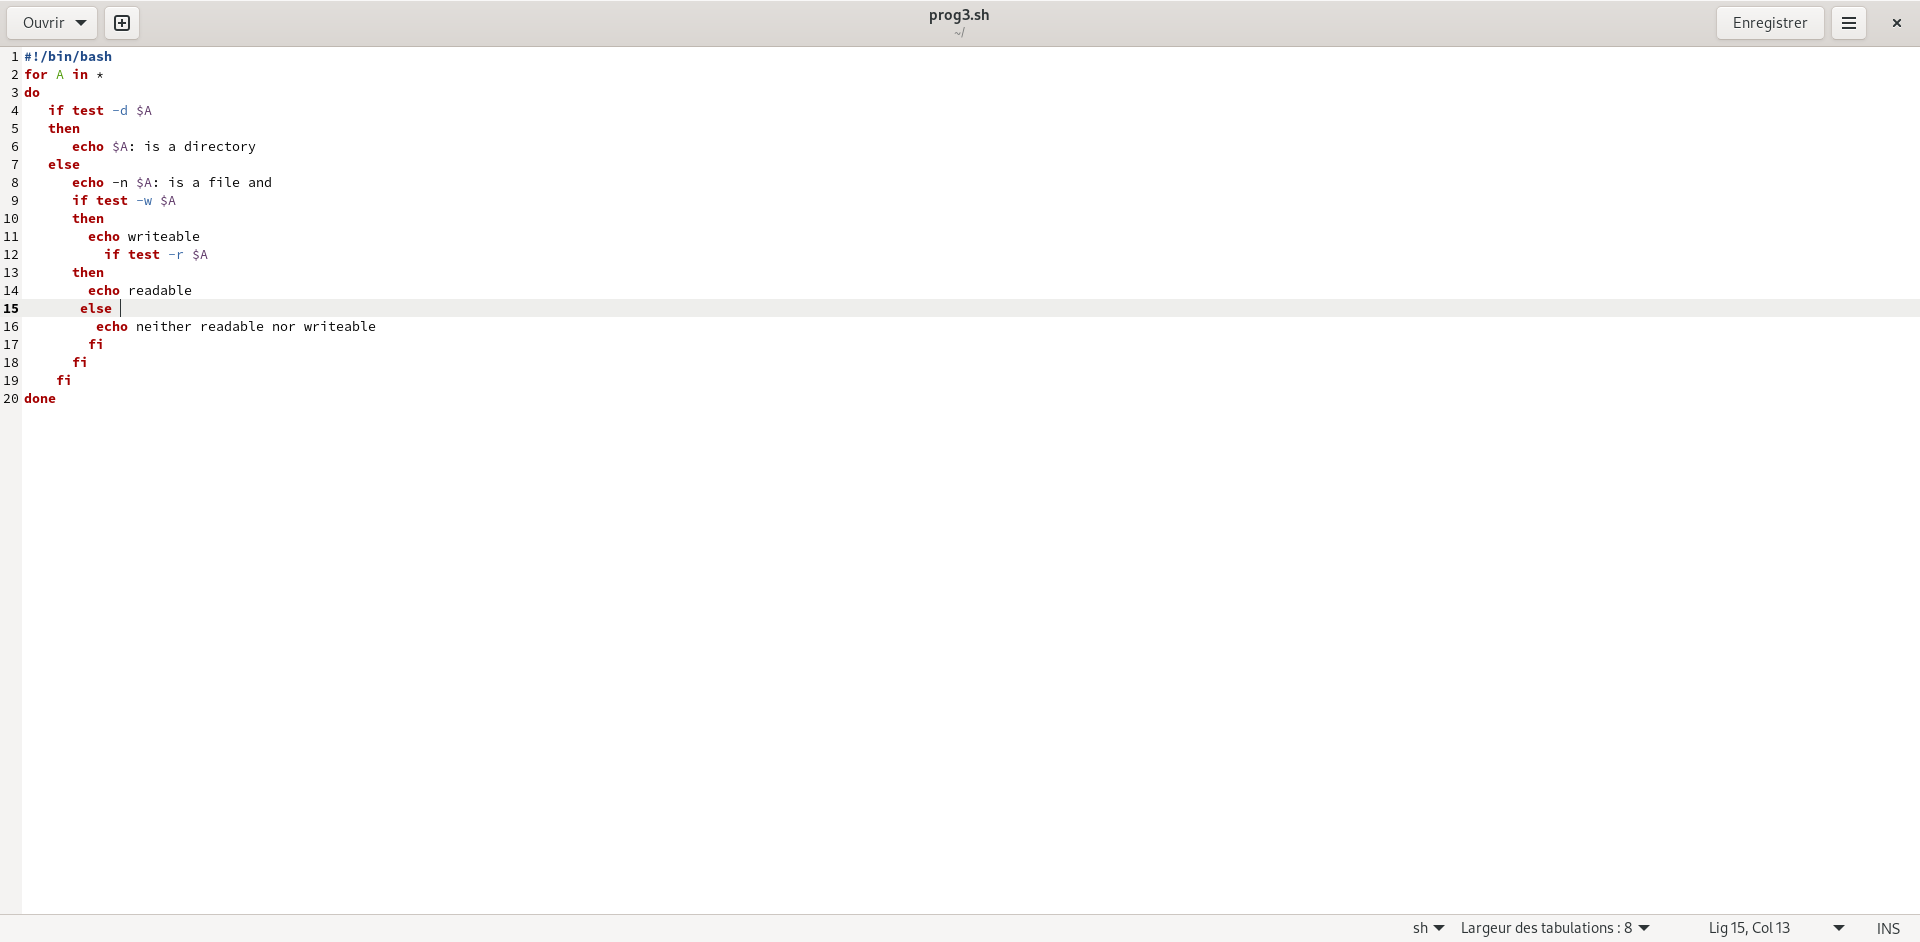 Ouvrir
prog3.sh
~/
Enregistrer
1 #!/bin/bash
2 for A in *
3 do
4    if test -d $A
5    then
6       echo $A: is a directory
7    else
8       echo -n $A: is a file and
9       if test -w $A
10       then
11         echo writeable
12           if test -r $A
13       then
14         echo readable
15        else
16          echo neither readable nor writeable
17         fi
18       fi
19     fi
20 done
sh Largeur des tabulations : 8 Lig 15, Col 13 INS